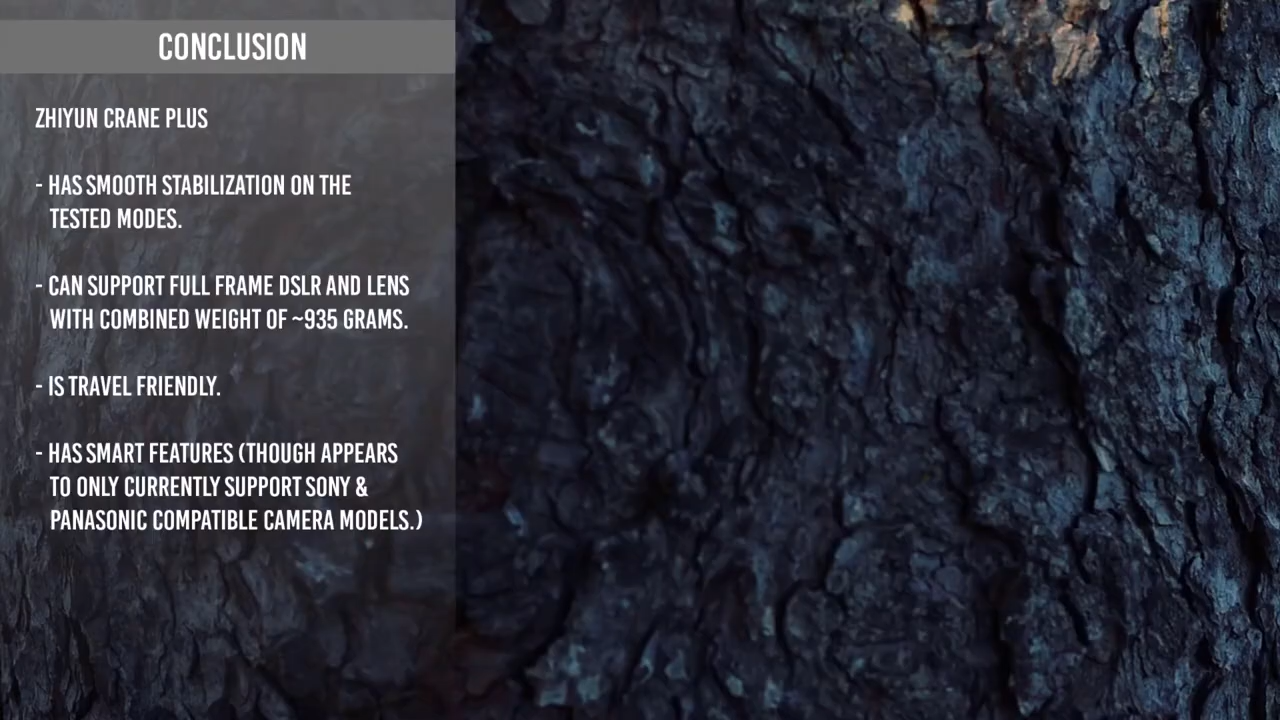 CONCLUSION
ZHIYUN CRANE PLUS
- HAS SMOOTH STABILIZATION ON THE
TESTED MODES.
- CAN SUPPORT FULL FRAME DSLR AND LENS
WITH COMBINED WEIGHT OF ~935 GRAMS.
- IS TRAVEL FRIENDLY.
- HAS SMART FEATURES (THOUGH APPEARS
TO ONLY CURRENTLY SUPPORT SONY &
PANASONIC COMPATIBLE CAMERA MODELS.)